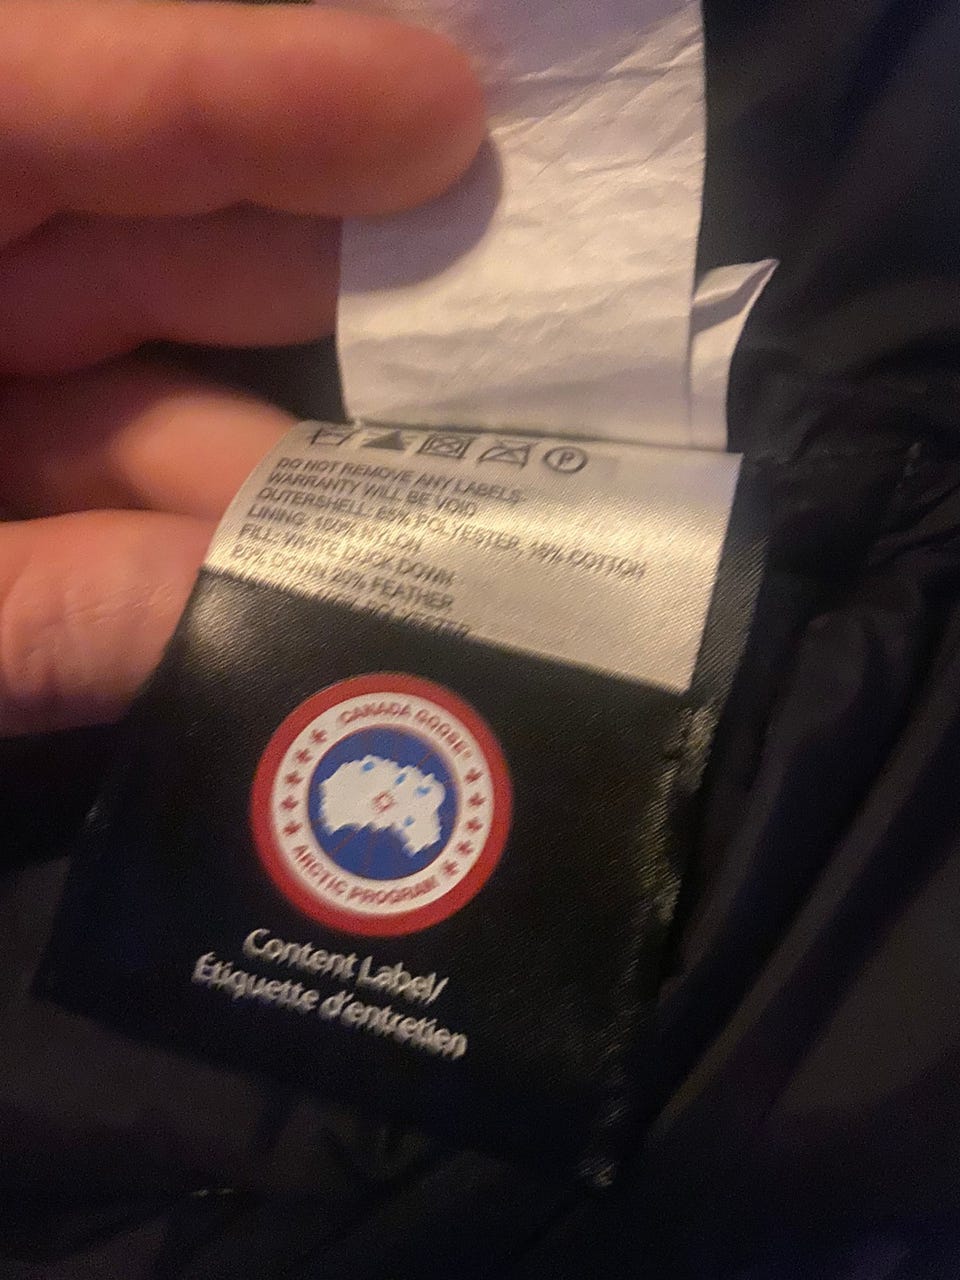 P
DO NOT REMOVE ANY LABELS
WARRANTY WILL BE VOID
OUTERSHELL: 85% POLYESTER, 15% COTTON
LINING: 100% NYLON
FILL: WHITE DUCK DOWN
80% DOWN 20% FEATHER
POLYESTER
CANADA GOOSE®
ARCTIC PROGRAM
Content Label/
Étiquette d'entretien